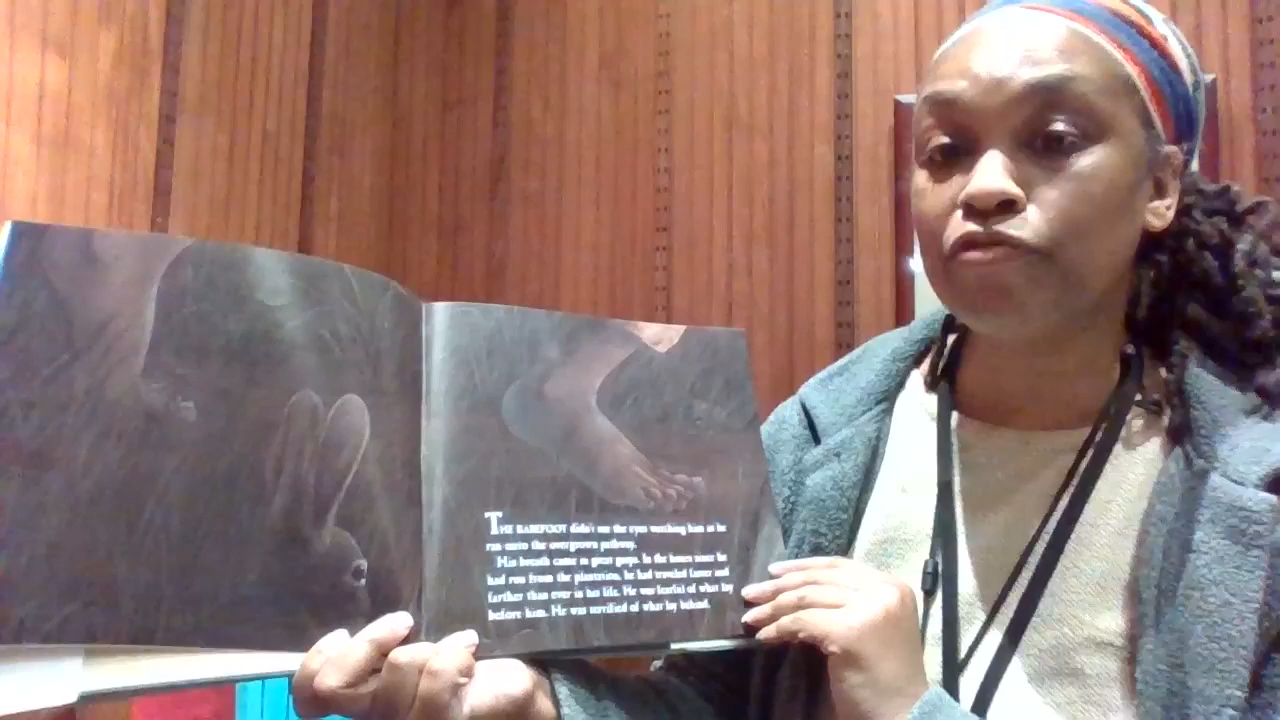 THE BAREFOOT didn't see the eyes watching him as he
ran onto the overgrown pathway.
His breath came in great gasps. In the hours since he
had run from the plantation, he had traveled faster and
farther than ever in his life. He was fearful of what lay
before him. He was terrified of what lay behind.